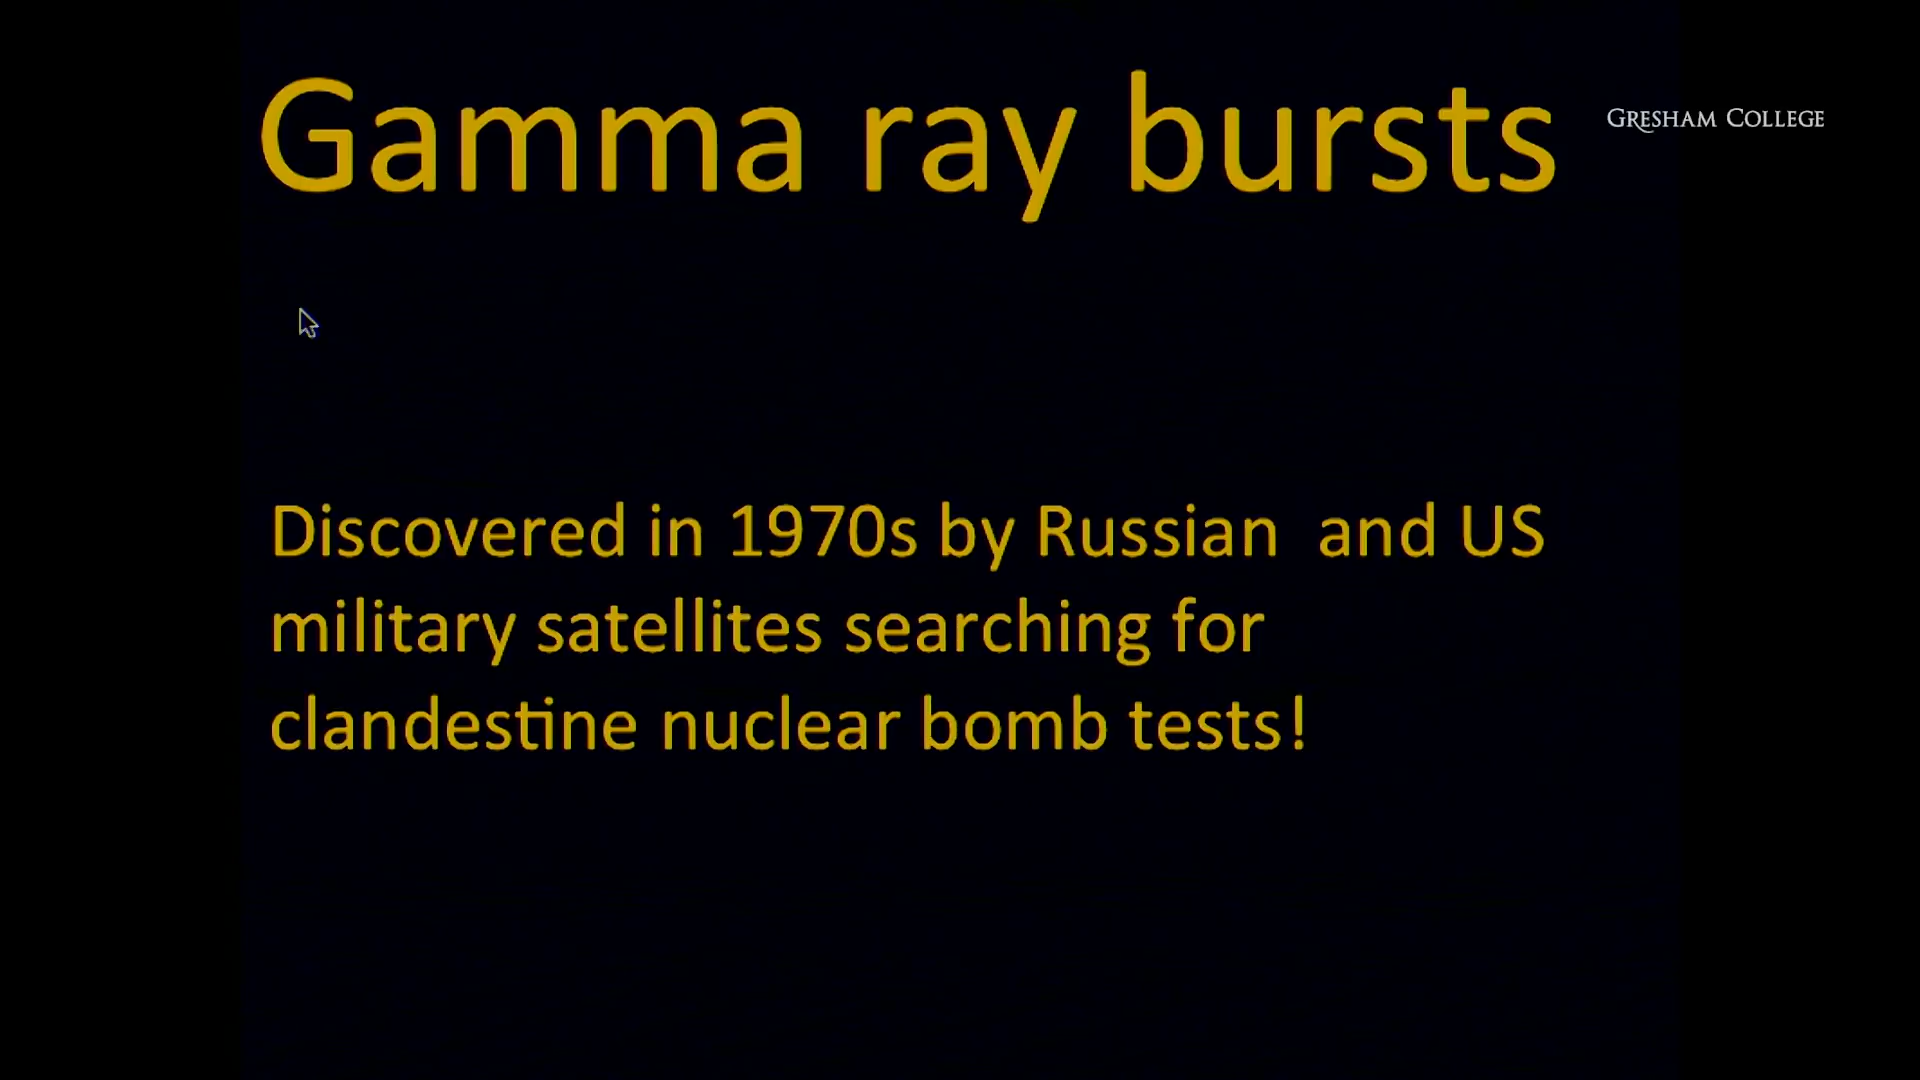 Gamma ray bursts
GRESHAM COLLEGE
Discovered in 1970s by Russian  and US
military satellites searching for
clandestine nuclear bomb tests!